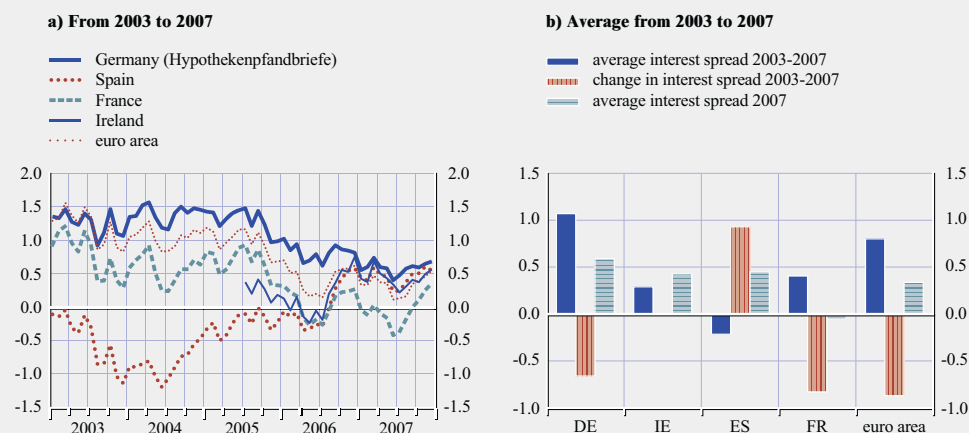 a) From 2003 to 2007
Germany (Hypothekenpfandbriefe)
Spain
France
Ireland
euro area
2.0 2.0
1.5 1.5
1.0 1.0
0.5 0.5
0.0 0.0
-0.5 -0.5
-1.0 -1.0
-1.5 -1.5
2003 2004 2005 2006 2007
b) Average from 2003 to 2007
average interest spread 2003-2007
change in interest spread 2003-2007
average interest spread 2007
1.5 1.5
1.0 1.0
0.5 0.5
0.0 0.0
-0.5 -0.5
-1.0 -1.0
DE IE ES FR euro area